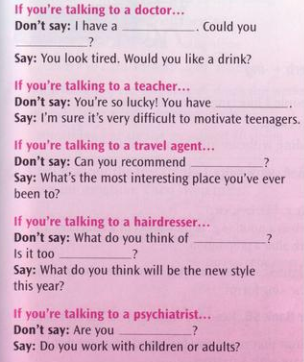 If you're talking to a doctor...
Don't say: I have a ____________. Could you
____________?
Say: You look tired. Would you like a drink?
If you're talking to a teacher...
Don't say: You're so lucky! You have ____________.
Say: I'm sure it's very difficult to motivate teenagers.
If you're talking to a travel agent...
Don't say: Can you recommend ____________?
Say: What's the most interesting place you've ever
been to?
If you're talking to a hairdresser...
Don't say: What do you think of ____________?
Is it too ____________?
Say: What do you think will be the new style
this year?
If you're talking to a psychiatrist...
Don't say: Are you ____________?
Say: Do you work with children or adults?